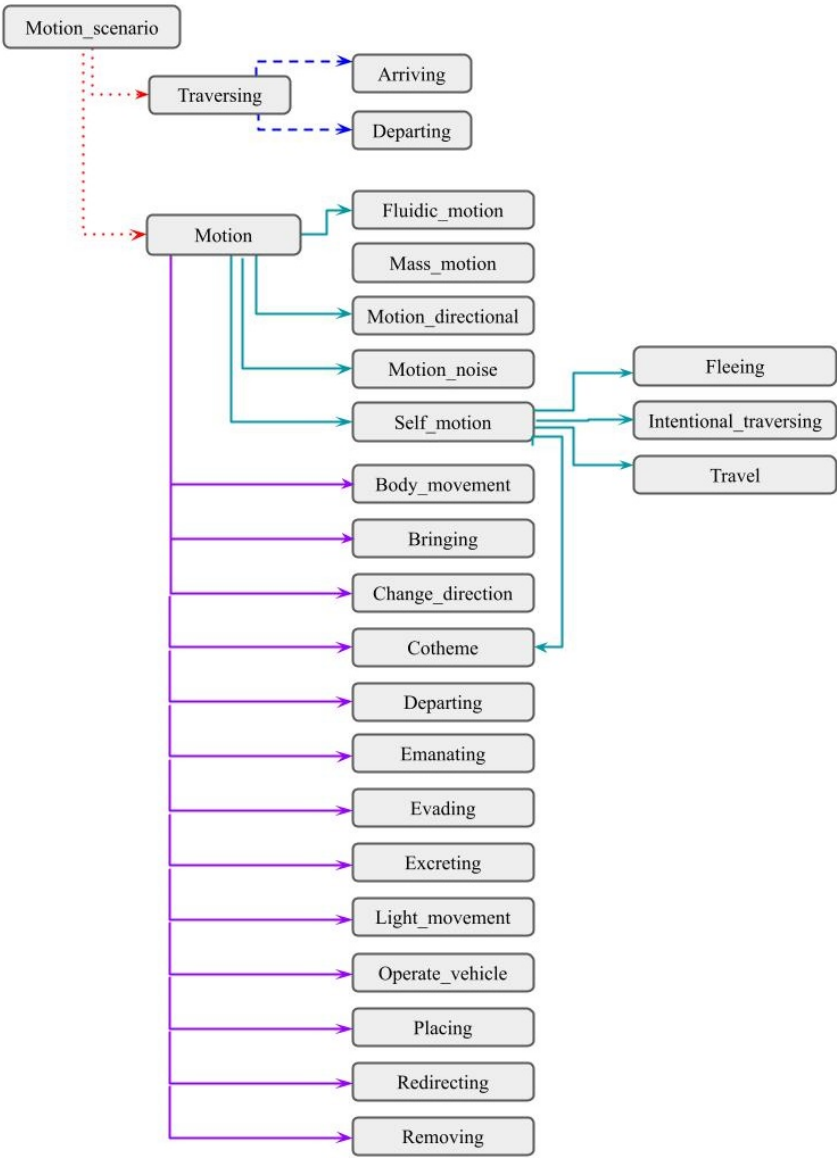 Motion_scenario
Traversing
Arriving
Departing
Motion
Fluidic_motion
Mass_motion
Motion_directional
Motion_noise
Self_motion
Fleeing
Intentional_traversing
Travel
Body_movement
Bringing
Change_direction
Cotheme
Departing
Emanating
Evading
Excreting
Light_movement
Operate_vehicle
Placing
Redirecting
Removing